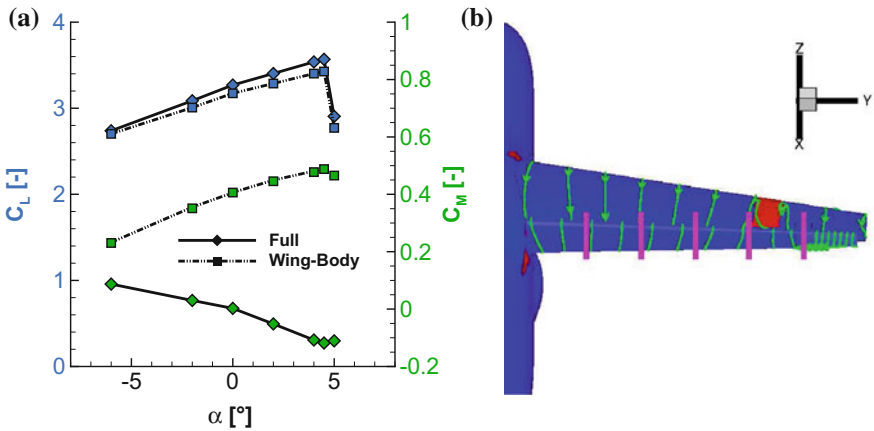 (a)
4
3
2
1
0
C_L [-]
1
0.8
0.6
0.4
0.2
0
-0.2
C_M [-]
Full
Wing-Body
-5
0
5
α [°]
(b)
Z
Y
X